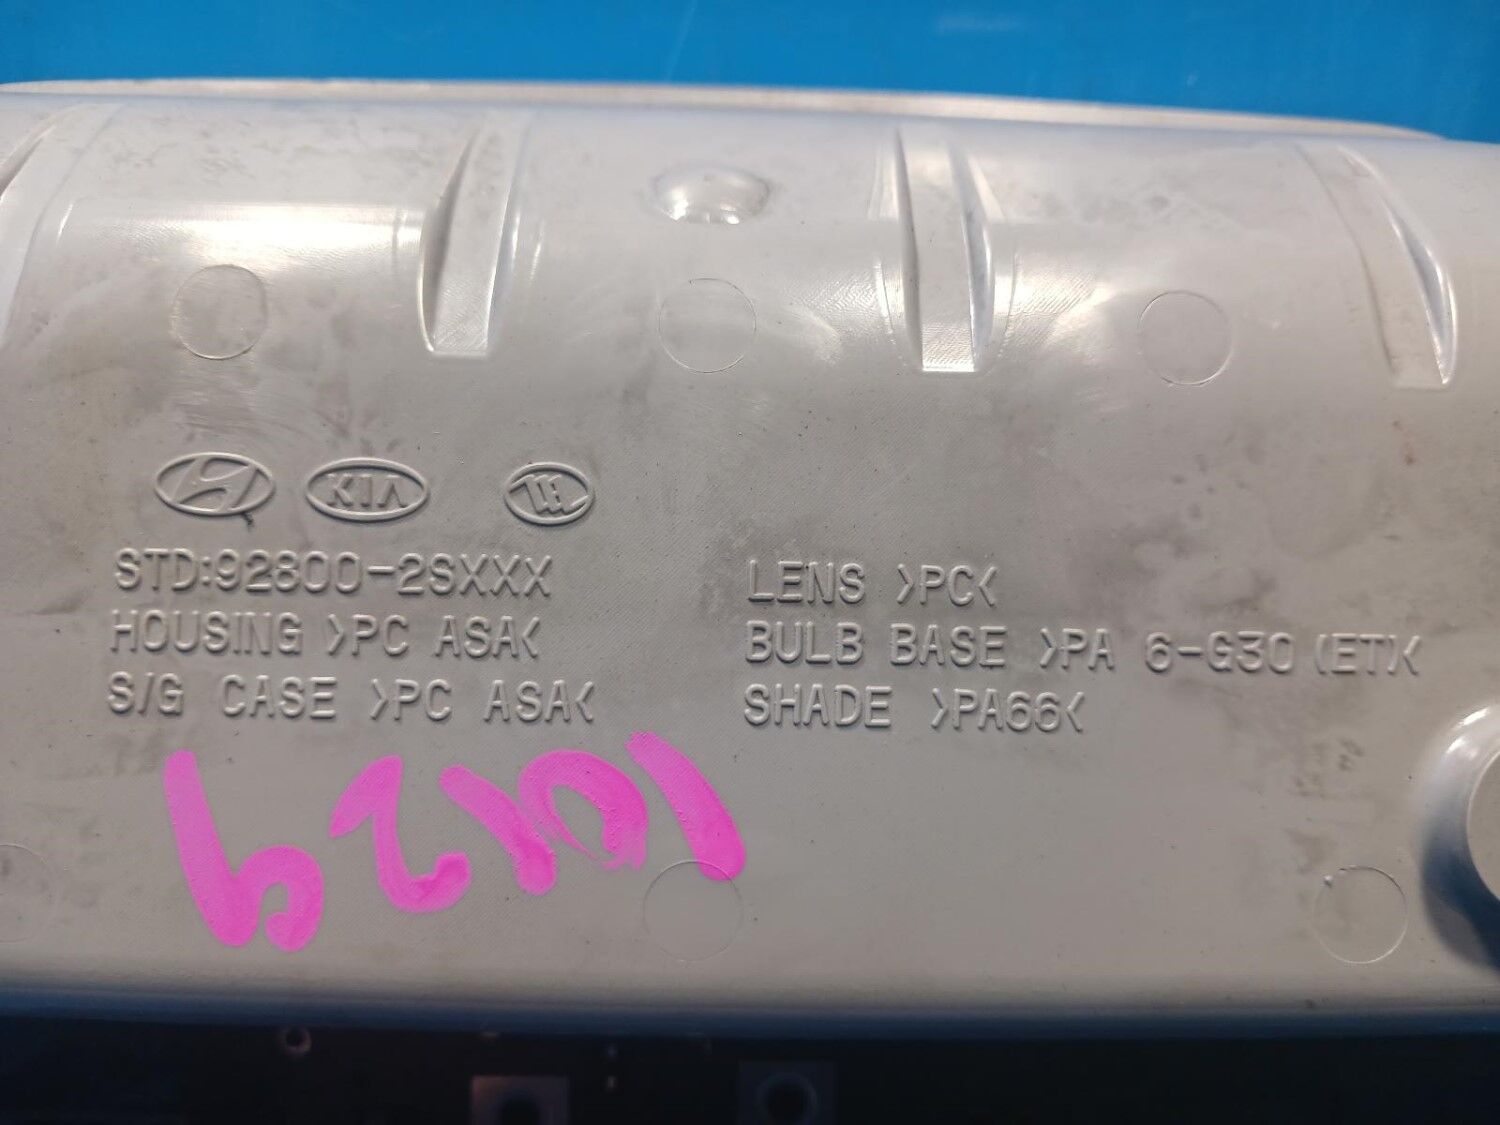 KIA
STD:92800-2SXXX
HOUSING >PC ASA<
S/G CASE >PC ASA<
LENS >PC<
BULB BASE >PA 6-G30 (ET)<
SHADE >PA66<
10129